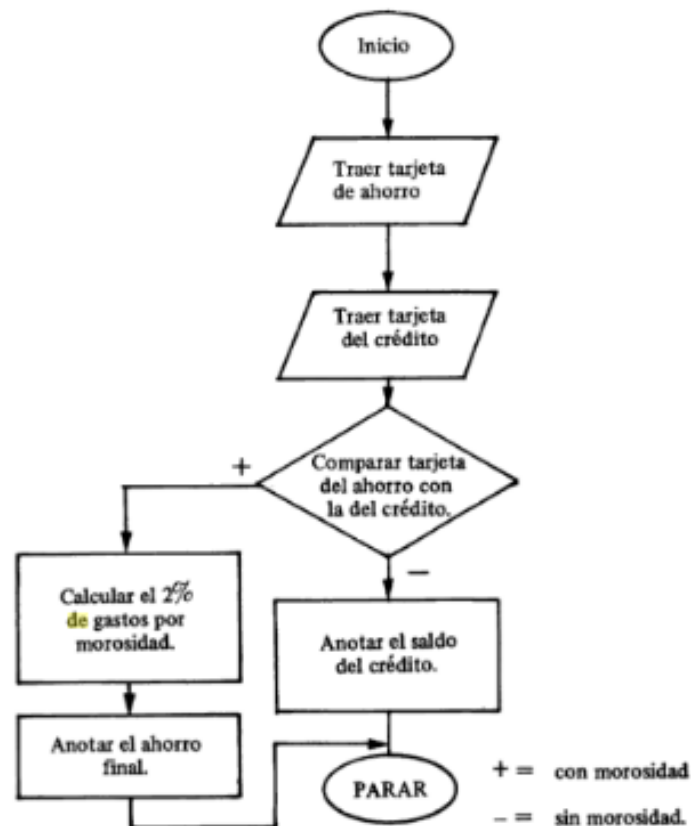 Inicio
Traer tarjeta
de ahorro
Traer tarjeta
del crédito
Comparar tarjeta
del ahorro con
la del crédito.
+
−
Calcular el 2%
de gastos por
morosidad.
Anotar el saldo
del crédito.
Anotar el ahorro
final.
PARAR
+ = con morosidad
− = sin morosidad.